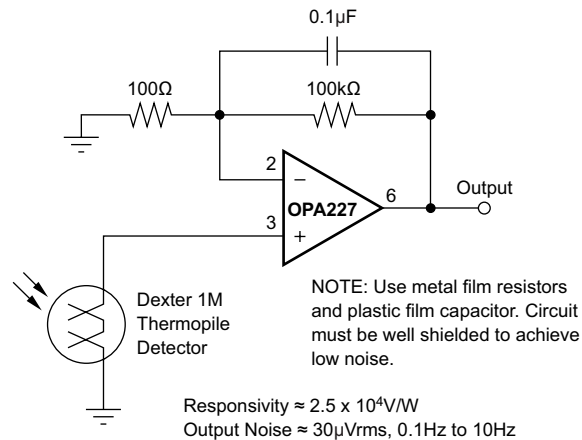 0.1µF
100Ω
100kΩ
2
−
OPA227
6
Output
3
+
Dexter 1M
Thermopile
Detector
NOTE: Use metal film resistors
and plastic film capacitor. Circuit
must be well shielded to achieve
low noise.
Responsivity ≈ 2.5 x 10⁴V/W
Output Noise ≈ 30µVrms, 0.1Hz to 10Hz